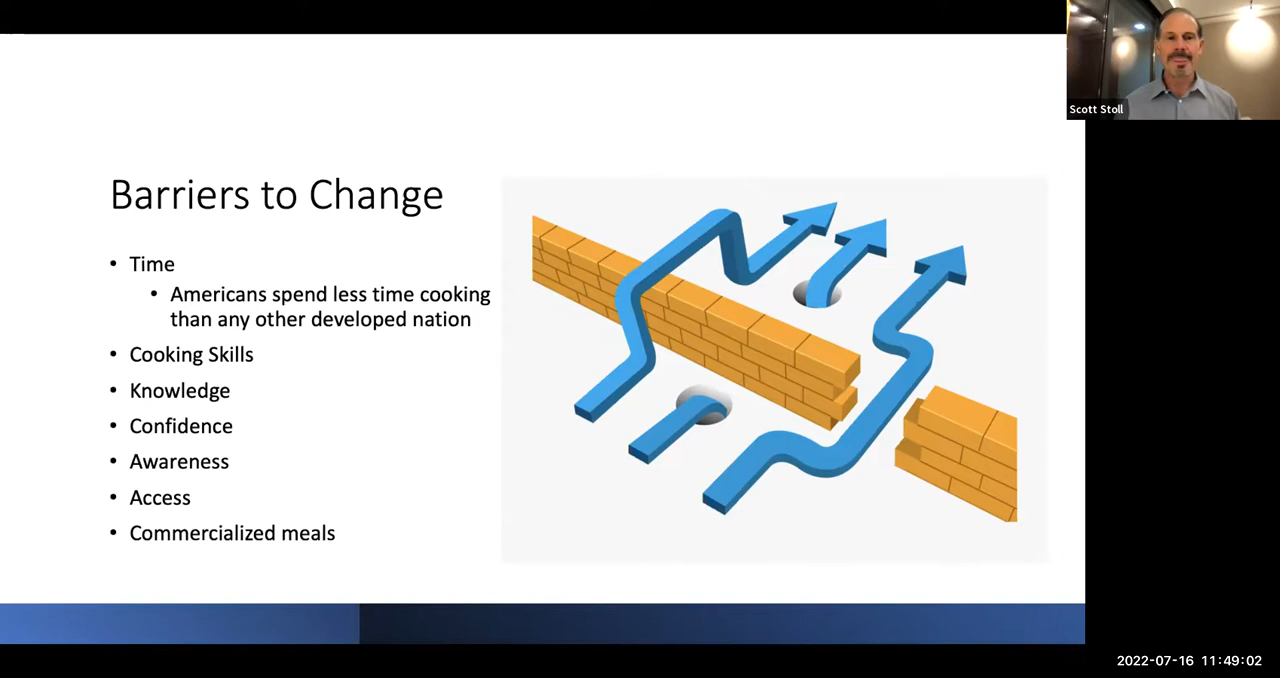 Scott Stoll
Barriers to Change
• Time
• Americans spend less time cooking
than any other developed nation
• Cooking Skills
• Knowledge
• Confidence
• Awareness
• Access
• Commercialized meals
2022-07-16 11:49:02